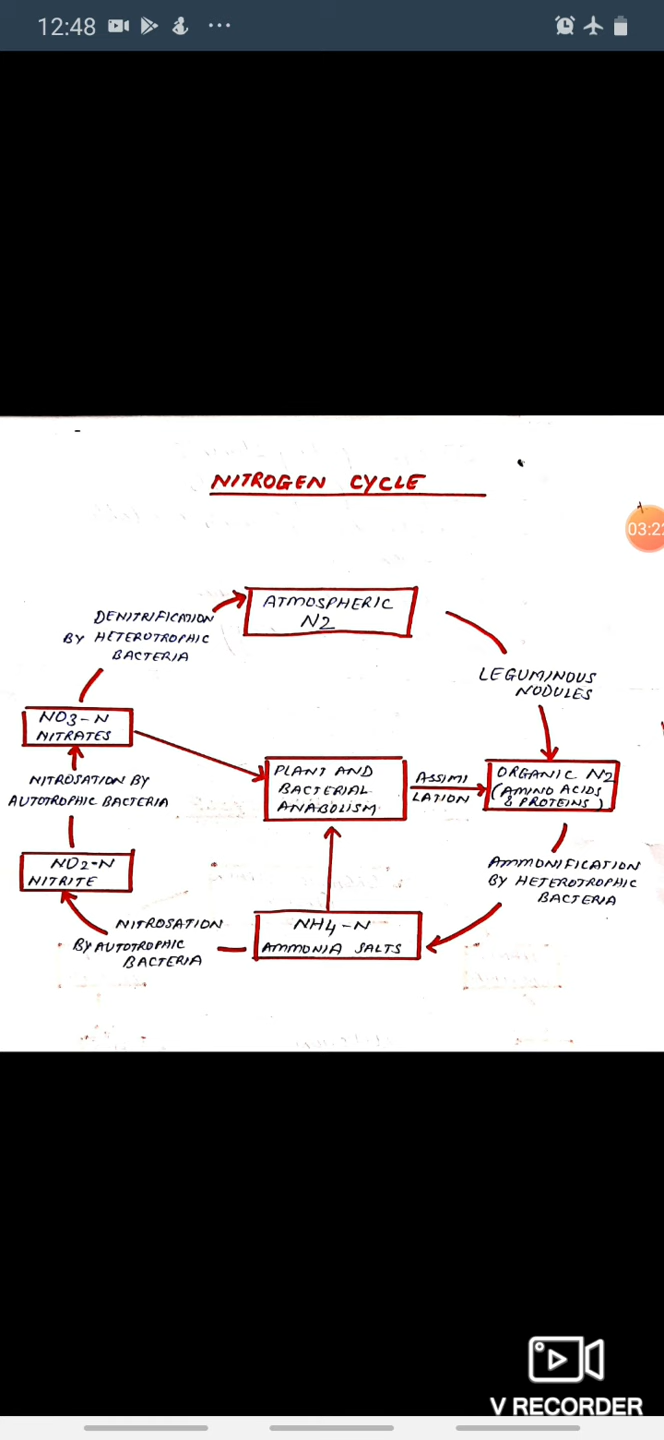 12:48
NITROGEN CYCLE
03:2
ATMOSPHERIC
N2
DENITRIFICATION
BY HETEROTROPHIC
BACTERIA
LEGUMINOUS
NODULES
NO3-N
NITRATES
PLANT AND
BACTERIAL
ANABOLISM
ASSIMI
LATION
ORGANIC N2
(AMINO ACIDS
& PROTEINS)
NITROSATION BY
AUTOTROPHIC BACTERIA
NO2-N
NITRITE
AMMONIFICATION
BY HETEROTROPHIC
BACTERIA
NITROSATION
BY AUTOTROPHIC
BACTERIA
NH4-N
AMMONIA SALTS
V RECORDER